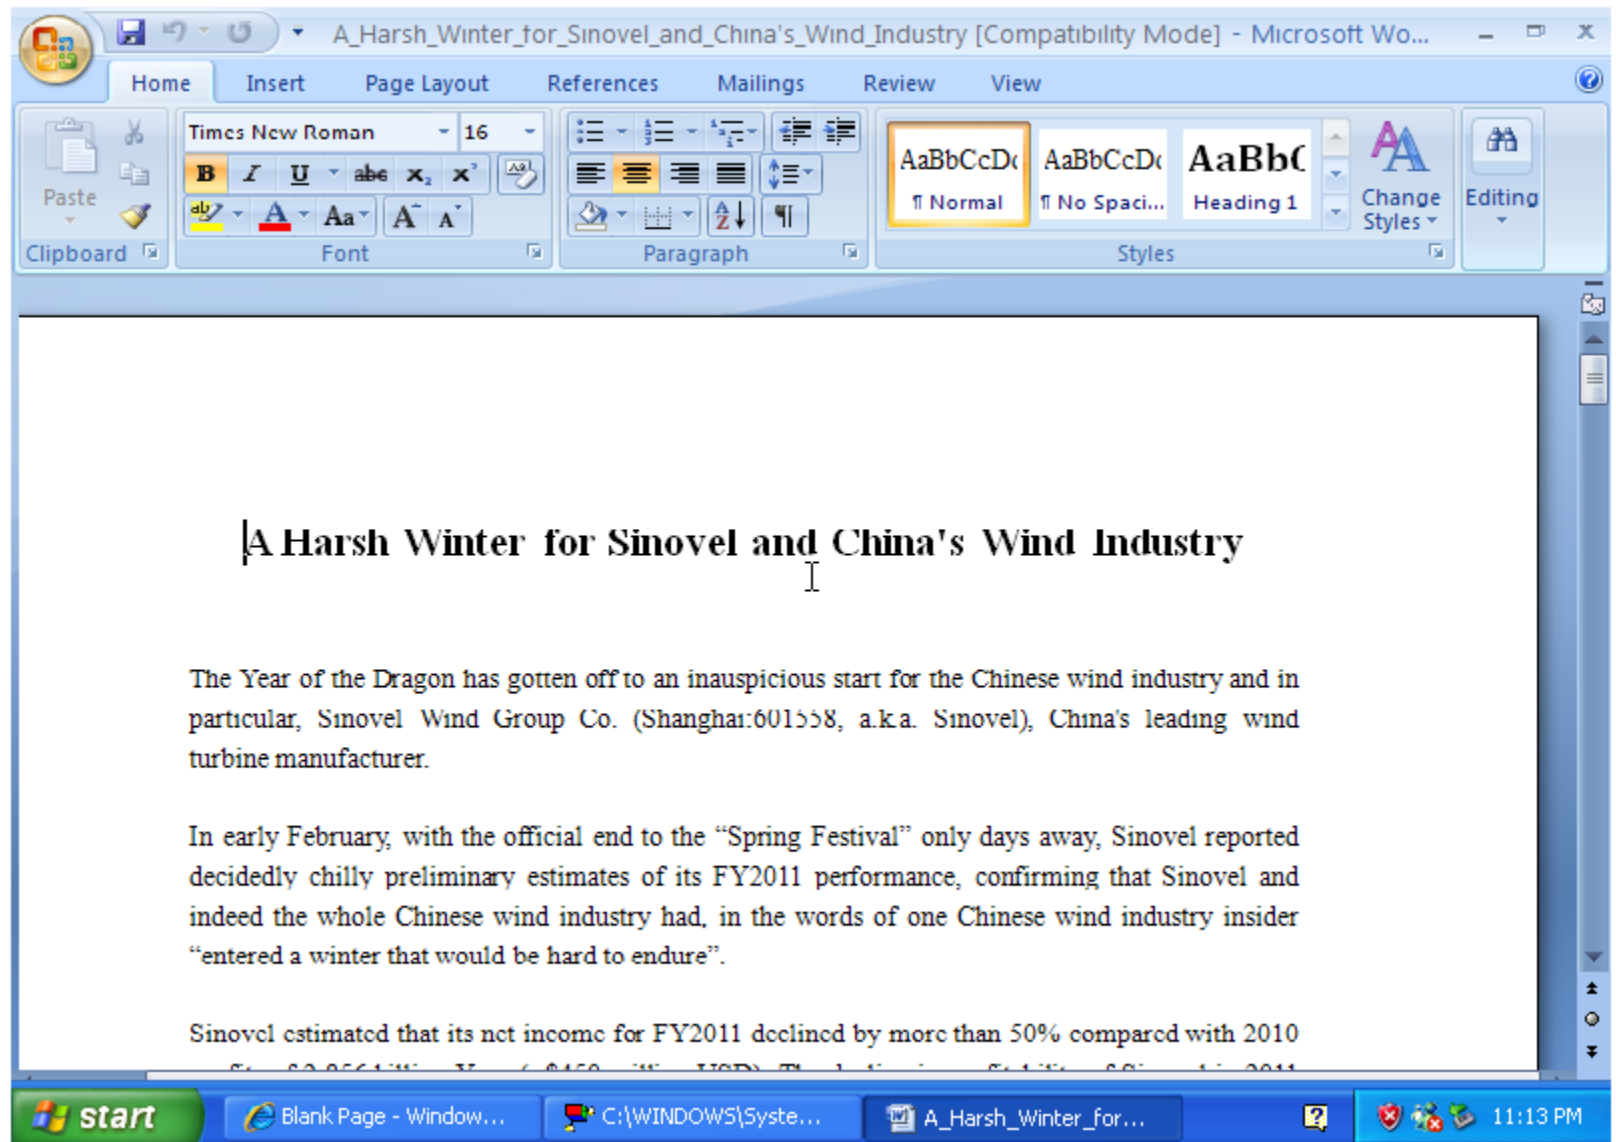 A_Harsh_Winter_for_Sinovel_and_China's_Wind_Industry [Compatibility Mode] - Microsoft Wo...
Home Insert Page Layout References Mailings Review View
Times New Roman 16
B I U abe x₂ x² Aa A A
AaBbCcDc AaBbCcDc AaBbC
Paste ¶ Normal ¶ No Spaci... Heading 1 Change Styles Editing
Clipboard Font Paragraph Styles
A Harsh Winter for Sinovel and China's Wind Industry
The Year of the Dragon has gotten off to an inauspicious start for the Chinese wind industry and in
particular, Sinovel Wind Group Co. (Shanghai:601558, a.k.a. Sinovel), China's leading wind
turbine manufacturer.
In early February, with the official end to the “Spring Festival” only days away, Sinovel reported
decidedly chilly preliminary estimates of its FY2011 performance, confirming that Sinovel and
indeed the whole Chinese wind industry had, in the words of one Chinese wind industry insider
“entered a winter that would be hard to endure”.
Sinovel estimated that its net income for FY2011 declined by more than 50% compared with 2010
start Blank Page - Window... C:\WINDOWS\Syste... A_Harsh_Winter_for... 11:13 PM